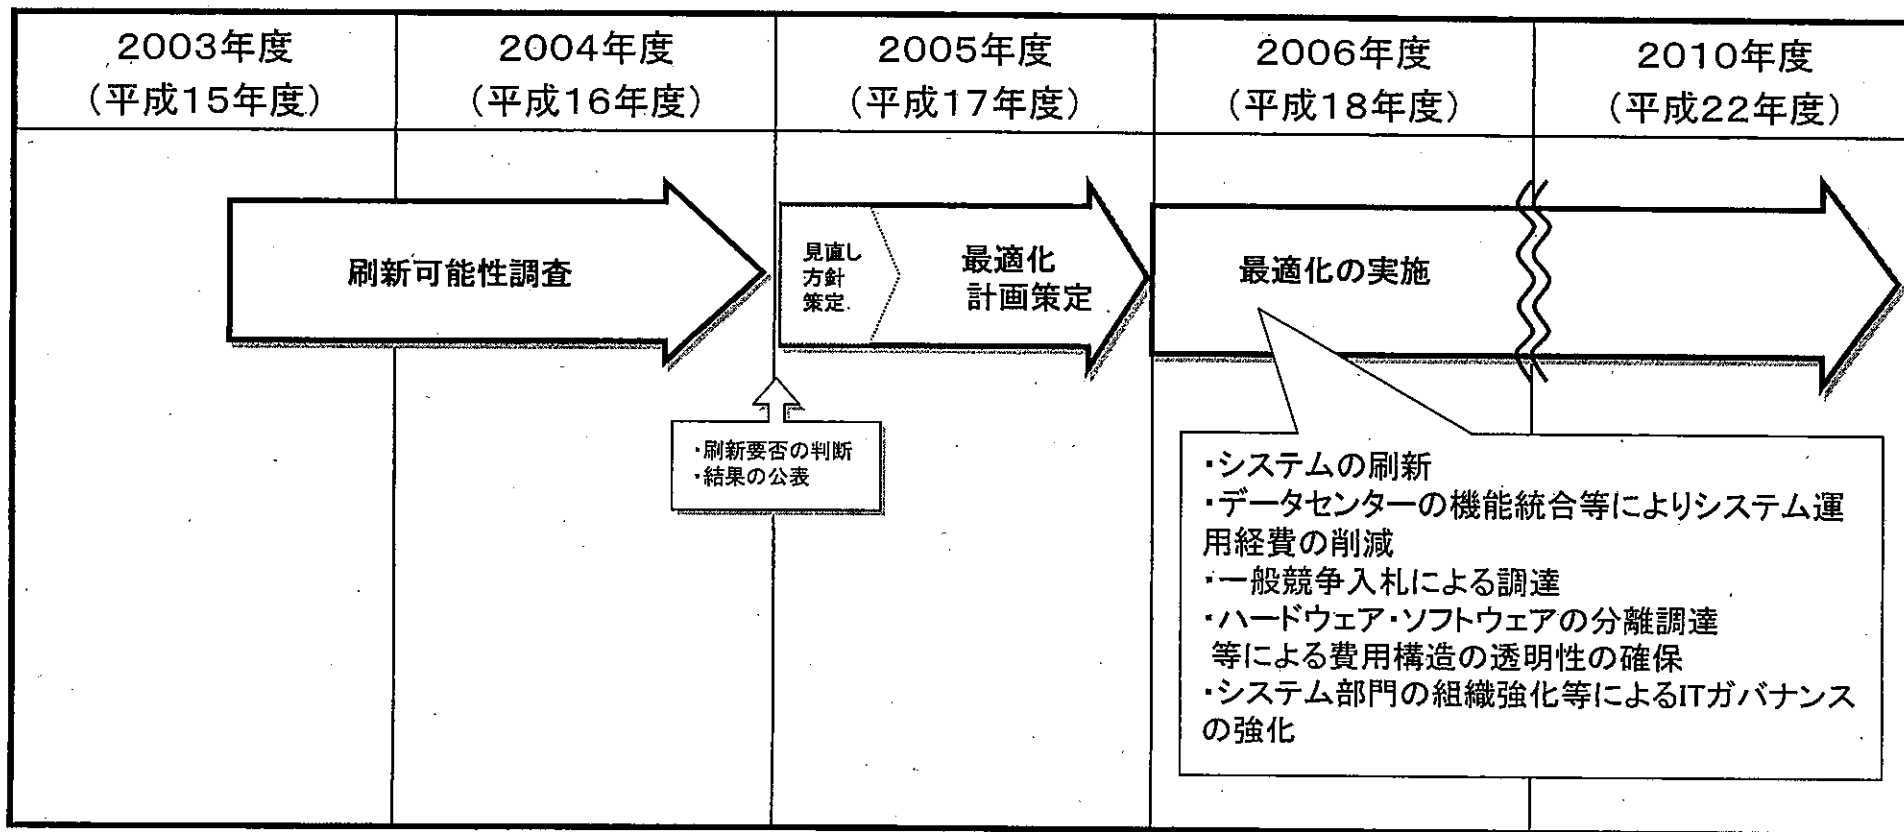 2003年度
(平成15年度)
2004年度
(平成16年度)
2005年度
(平成17年度)
2006年度
(平成18年度)
2010年度
(平成22年度)
刷新可能性調査
見直し
方針
策定
最適化
計画策定
最適化の実施
・刷新要否の判断
・結果の公表
・システムの刷新
・データセンターの機能統合等によりシステム運
用経費の削減
・一般競争入札による調達
・ハードウェア・ソフトウェアの分離調達
等による費用構造の透明性の確保
・システム部門の組織強化等によるITガバナンス
の強化